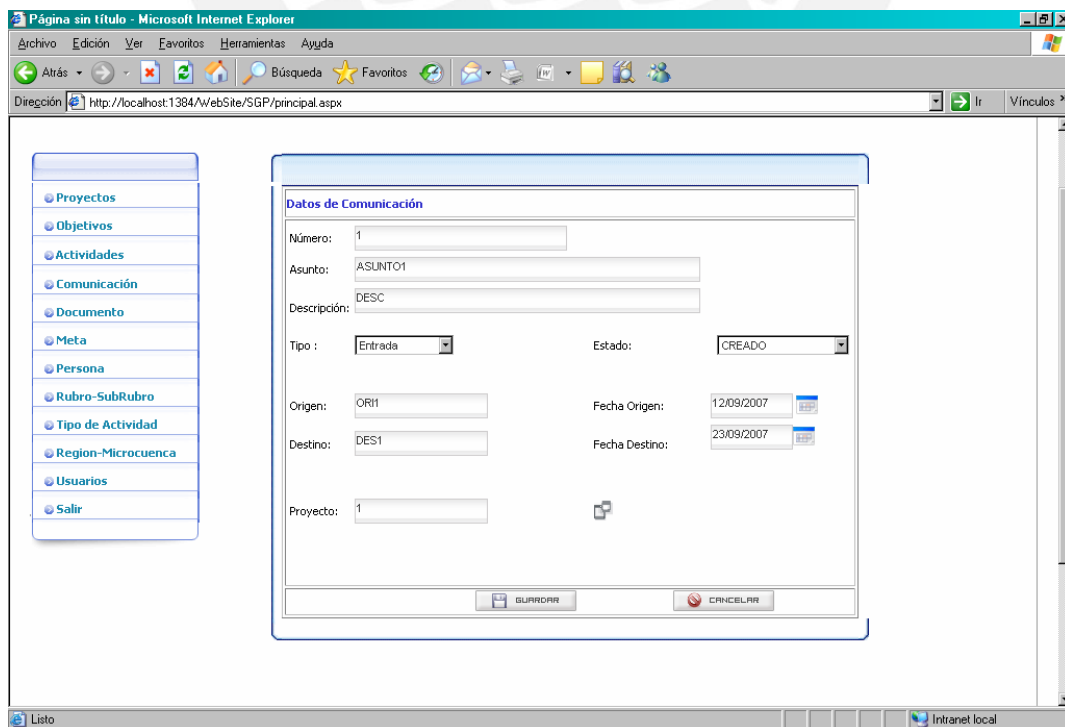 Página sin título - Microsoft Internet Explorer
Archivo Edición Ver Favoritos Herramientas Ayuda
Atrás Búsqueda Favoritos
Dirección http://localhost:1384/WebSite/SGP/principal.aspx Ir Vínculos
Proyectos
Objetivos
Actividades
Comunicación
Documento
Meta
Persona
Rubro-SubRubro
Tipo de Actividad
Region-Microcuenca
Usuarios
Salir
Datos de Comunicación
Número: 1
Asunto: ASUNTO1
Descripción: DESC
Tipo : Entrada Estado: CREADO
Origen: ORI1 Fecha Origen: 12/09/2007
Destino: DES1 Fecha Destino: 23/09/2007
Proyecto: 1
GUARDAR CANCELAR
Listo Intranet local